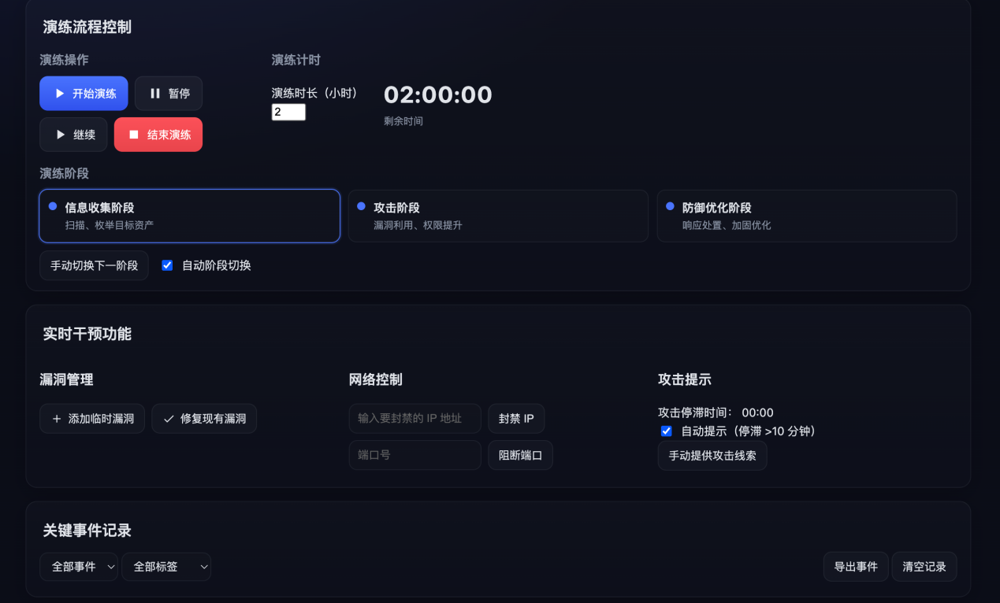 演练流程控制
演练操作
开始演练
暂停
继续
结束演练
演练计时
演练时长（小时）
2
02:00:00
剩余时间
演练阶段
信息收集阶段
扫描、枚举目标资产
攻击阶段
漏洞利用、权限提升
防御优化阶段
响应处置、加固优化
手动切换下一阶段
自动阶段切换
实时干预功能
漏洞管理
添加临时漏洞
修复现有漏洞
网络控制
输入要封禁的 IP 地址
封禁 IP
端口号
阻断端口
攻击提示
攻击停滞时间： 00:00
自动提示（停滞 >10 分钟）
手动提供攻击线索
关键事件记录
全部事件
全部标签
导出事件
清空记录